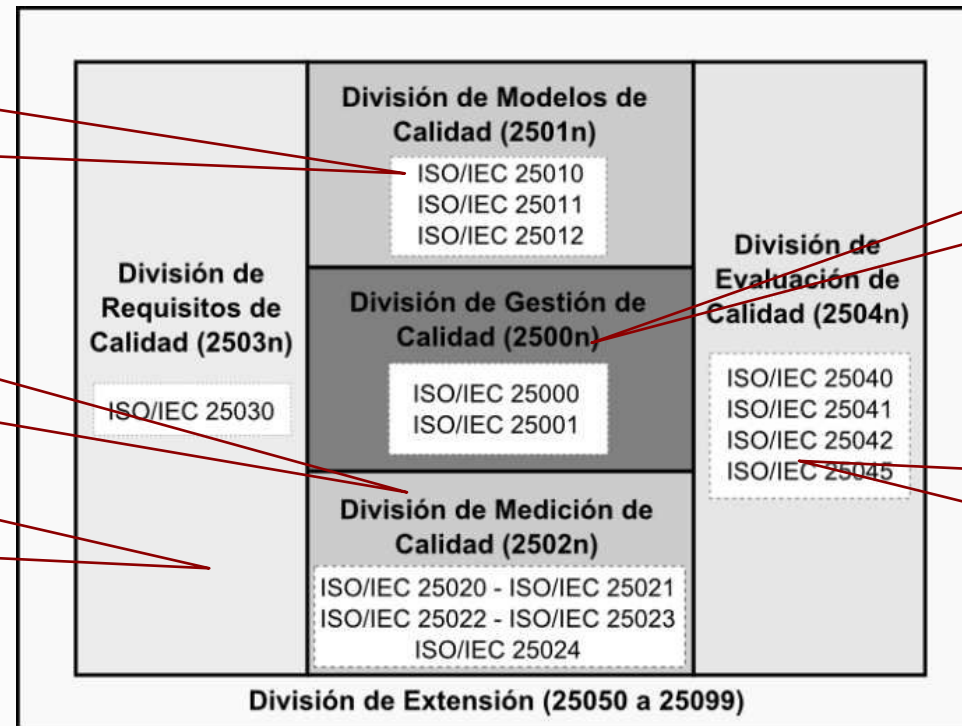 División de Modelos de
Calidad (2501n)
ISO/IEC 25010
ISO/IEC 25011
ISO/IEC 25012
División de
Requisitos de
Calidad (2503n)
ISO/IEC 25030
División de Gestión de
Calidad (2500n)
ISO/IEC 25000
ISO/IEC 25001
División de
Evaluación de
Calidad (2504n)
ISO/IEC 25040
ISO/IEC 25041
ISO/IEC 25042
ISO/IEC 25045
División de Medición de
Calidad (2502n)
ISO/IEC 25020 - ISO/IEC 25021
ISO/IEC 25022 - ISO/IEC 25023
ISO/IEC 25024
División de Extensión (25050 a 25099)